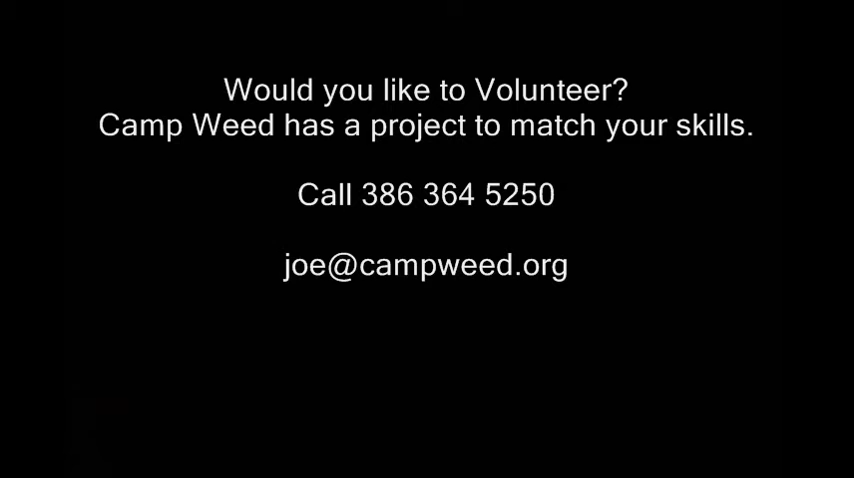 Would you like to Volunteer?
Camp Weed has a project to match your skills.
Call 386 364 5250
joe@campweed.org